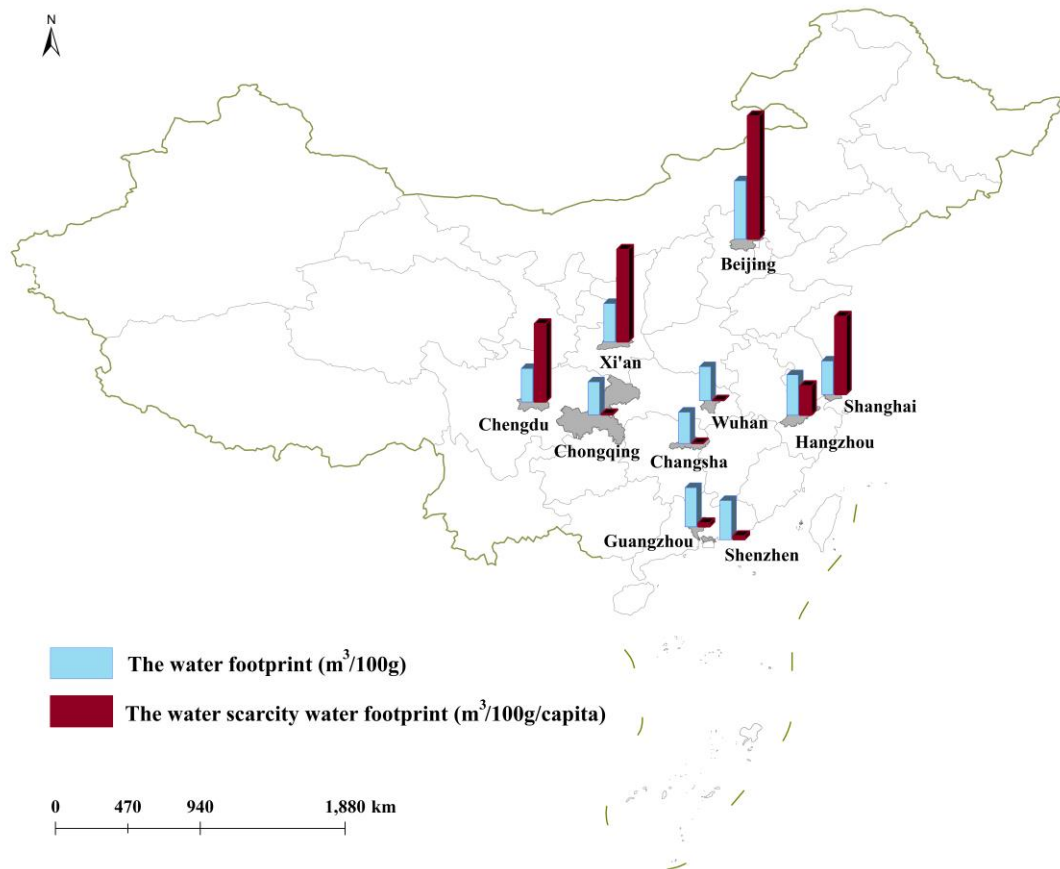 N
Beijing
Xi'an
Chengdu
Chongqing
Wuhan
Changsha
Shanghai
Hangzhou
Guangzhou
Shenzhen
The water footprint (m³/100g)
The water scarcity water footprint (m³/100g/capita)
0 470 940 1,880 km